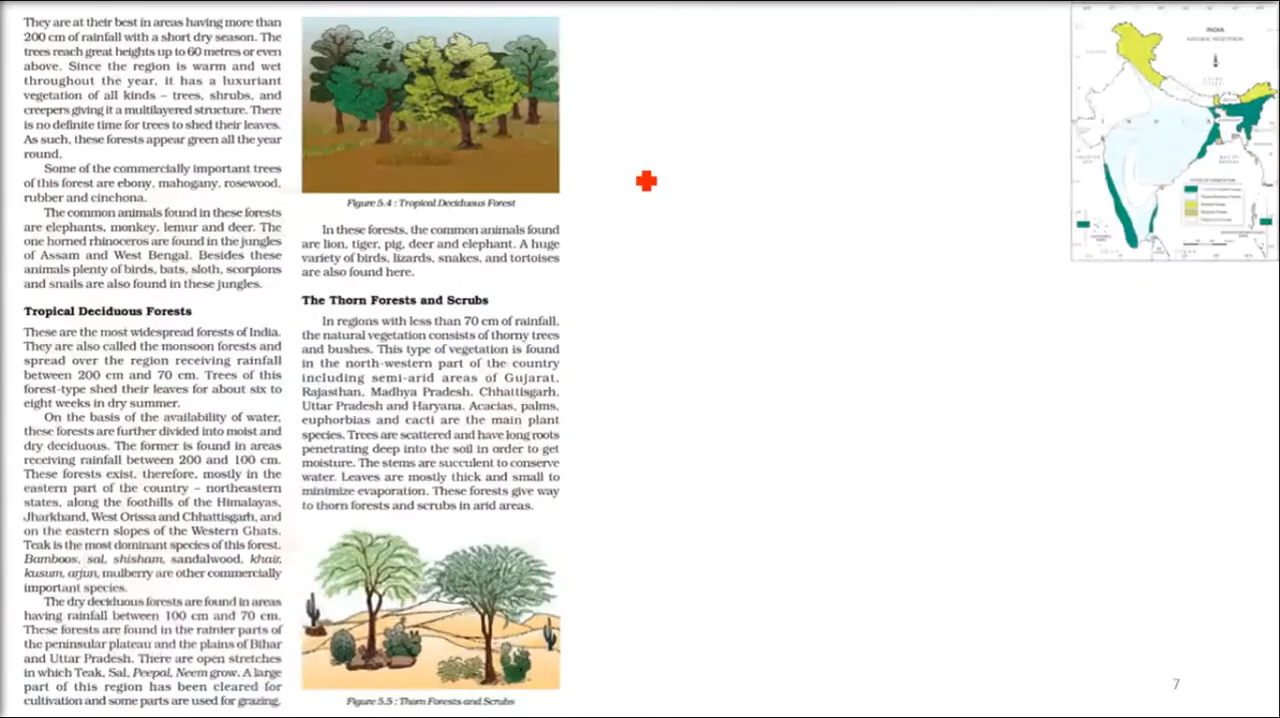 They are at their best in areas having more than
200 cm of rainfall with a short dry season. The
trees reach great heights up to 60 metres or even
above. Since the region is warm and wet
throughout the year, it has a luxuriant
vegetation of all kinds – trees, shrubs, and
creepers giving it a multilayered structure. There
is no definite time for trees to shed their leaves.
As such, these forests appear green all the year
round.
Some of the commercially important trees
of this forest are ebony, mahogany, rosewood,
rubber and cinchona.
The common animals found in these forests
are elephants, monkey, lemur and deer. The
one horned rhinoceros are found in the jungles
of Assam and West Bengal. Besides these
animals plenty of birds, bats, sloth, scorpions
and snails are also found in these jungles.
Tropical Deciduous Forests
These are the most widespread forests of India.
They are also called the monsoon forests and
spread over the region receiving rainfall
between 200 cm and 70 cm. Trees of this
forest-type shed their leaves for about six to
eight weeks in dry summer.
On the basis of the availability of water,
these forests are further divided into moist and
dry deciduous. The former is found in areas
receiving rainfall between 200 and 100 cm.
These forests exist, therefore, mostly in the
eastern part of the country – northeastern
states, along the foothills of the Himalayas,
Jharkhand, West Orissa and Chhattisgarh, and
on the eastern slopes of the Western Ghats.
Teak is the most dominant species of this forest.
Bamboos, sal, shisham, sandalwood, khair,
kusum, arjun, mulberry are other commercially
important species.
The dry deciduous forests are found in areas
having rainfall between 100 cm and 70 cm.
These forests are found in the rainier parts of
the peninsular plateau and the plains of Bihar
and Uttar Pradesh. There are open stretches
in which Teak, Sal, Peepal, Neem grow. A large
part of this region has been cleared for
cultivation and some parts are used for grazing.
Figure 5.4 : Tropical Deciduous Forest
In these forests, the common animals found
are lion, tiger, pig, deer and elephant. A huge
variety of birds, lizards, snakes, and tortoises
are also found here.
The Thorn Forests and Scrubs
In regions with less than 70 cm of rainfall,
the natural vegetation consists of thorny trees
and bushes. This type of vegetation is found
in the north-western part of the country
including semi-arid areas of Gujarat,
Rajasthan, Madhya Pradesh, Chhattisgarh,
Uttar Pradesh and Haryana. Acacias, palms,
euphorbias and cacti are the main plant
species. Trees are scattered and have long roots
penetrating deep into the soil in order to get
moisture. The stems are succulent to conserve
water. Leaves are mostly thick and small to
minimize evaporation. These forests give way
to thorn forests and scrubs in arid areas.
Figure 5.5 : Thorn Forests and Scrubs
INDIA
NATURAL VEGETATION
7